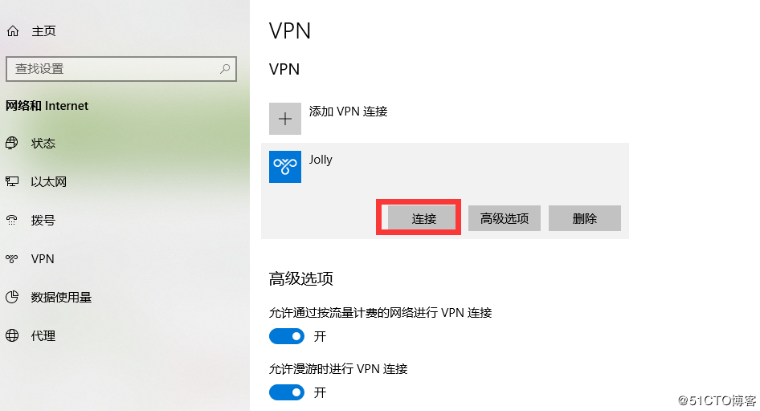 主页
查找设置
网络和 Internet
状态
以太网
拨号
VPN
数据使用量
代理
VPN
VPN
添加 VPN 连接
Jolly
连接 高级选项 删除
高级选项
允许通过按流量计费的网络进行 VPN 连接
开
允许漫游时进行 VPN 连接
开
@51CTO博客